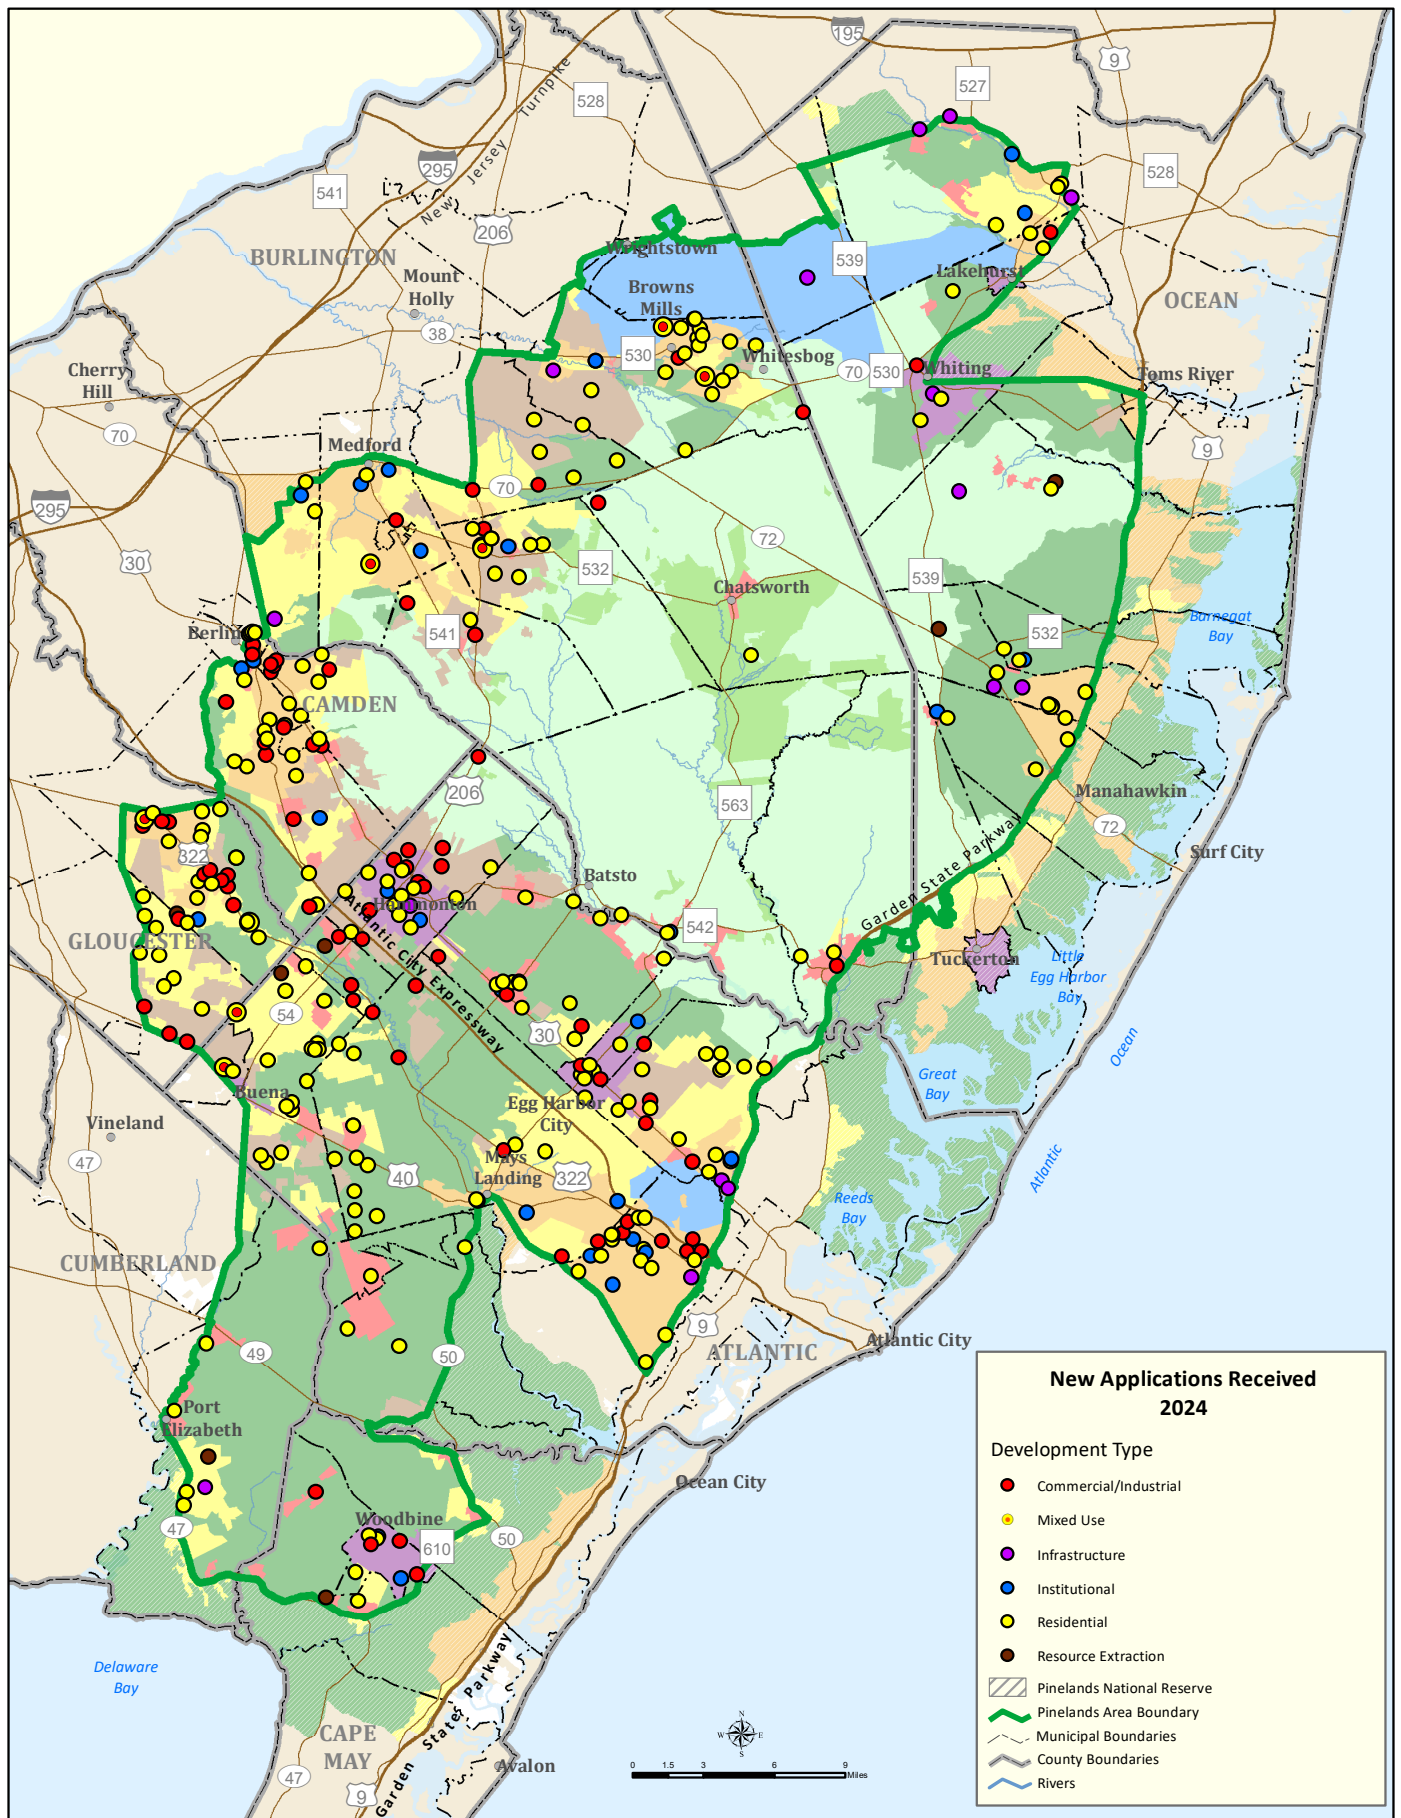 195
9
527
528
Turnpike
295
Jersey
New
541
528
206
BURLINGTON
Wrightstown
539
Mount
Holly
Browns
Mills
Lakehurst
OCEAN
38
530
Whitesbog
70
530
Whiting
Toms River
Cherry
Hill
70
Medford
9
70
295
72
30
532
539
Chatsworth
Barnegat
Bay
Berlin
541
532
CAMDEN
206
563
Manahawkin
72
Surf City
322
Garden State Parkway
Batsto
Hammonton
GLOUCESTER
542
Atlantic City Expressway
Tuckerton
Little
Egg Harbor
Bay
54
30
Ocean
Great
Bay
Buena
Egg Harbor
City
Vineland
47
Mays
Landing
40
322
Atlantic
Reeds
Bay
CUMBERLAND
49
50
9
ATLANTIC
Atlantic City
Port
Elizabeth
Ocean City
Woodbine
47
610
50
Delaware
Bay
Garden State Parkway
CAPE
MAY
47
9
Avalon
N
W E
S
0 1.5 3 6 9
Miles
New Applications Received
2024
Development Type
Commercial/Industrial
Mixed Use
Infrastructure
Institutional
Residential
Resource Extraction
Pinelands National Reserve
Pinelands Area Boundary
Municipal Boundaries
County Boundaries
Rivers